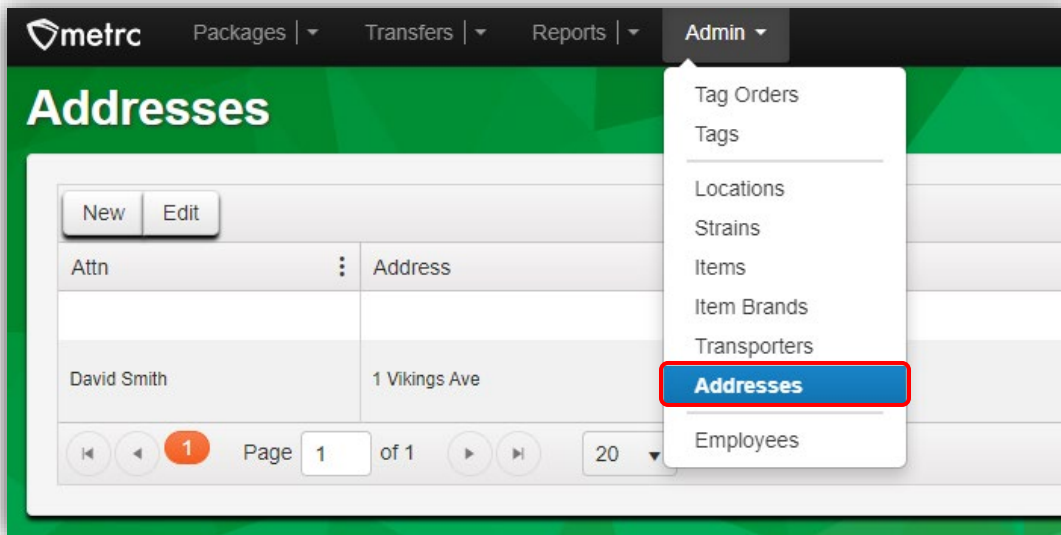 metrc Packages Transfers Reports Admin
Addresses
Tag Orders
Tags
Locations
Strains
Items
Item Brands
Transporters
Addresses
Employees
New Edit
Attn Address
David Smith 1 Vikings Ave
1 Page 1 of 1 20